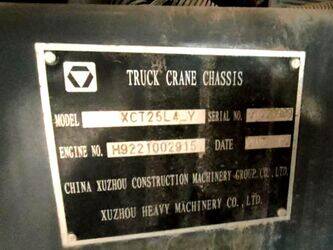 TRUCK CRANE CHASSIS
MODEL XCT25L4_Y SERIAL NO.
ENGINE NO. H9221002915 DATE
CHINA XUZHOU CONSTRUCTION MACHINERY GROUP. CO., LTD.
XUZHOU HEAVY MACHINERY CO., LTD